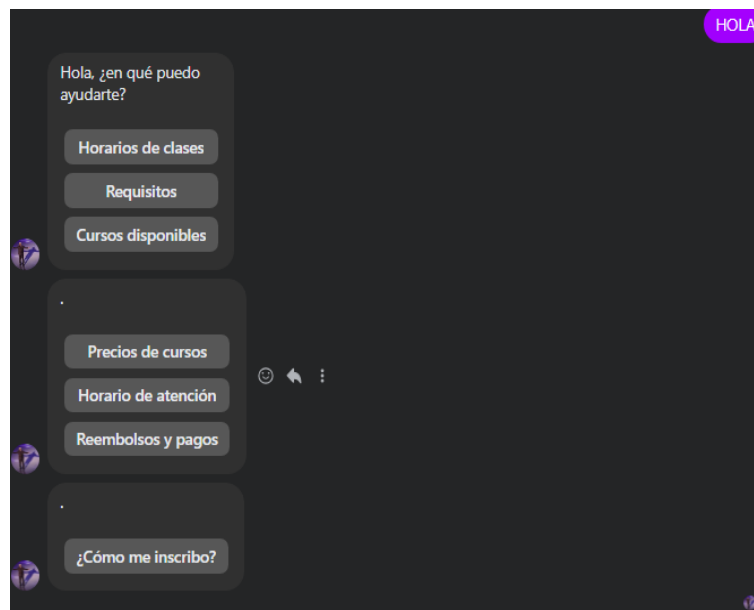 HOLA
Hola, ¿en qué puedo
ayudarte?
Horarios de clases
Requisitos
Cursos disponibles
.
Precios de cursos
Horario de atención
Reembolsos y pagos
.
¿Cómo me inscribo?